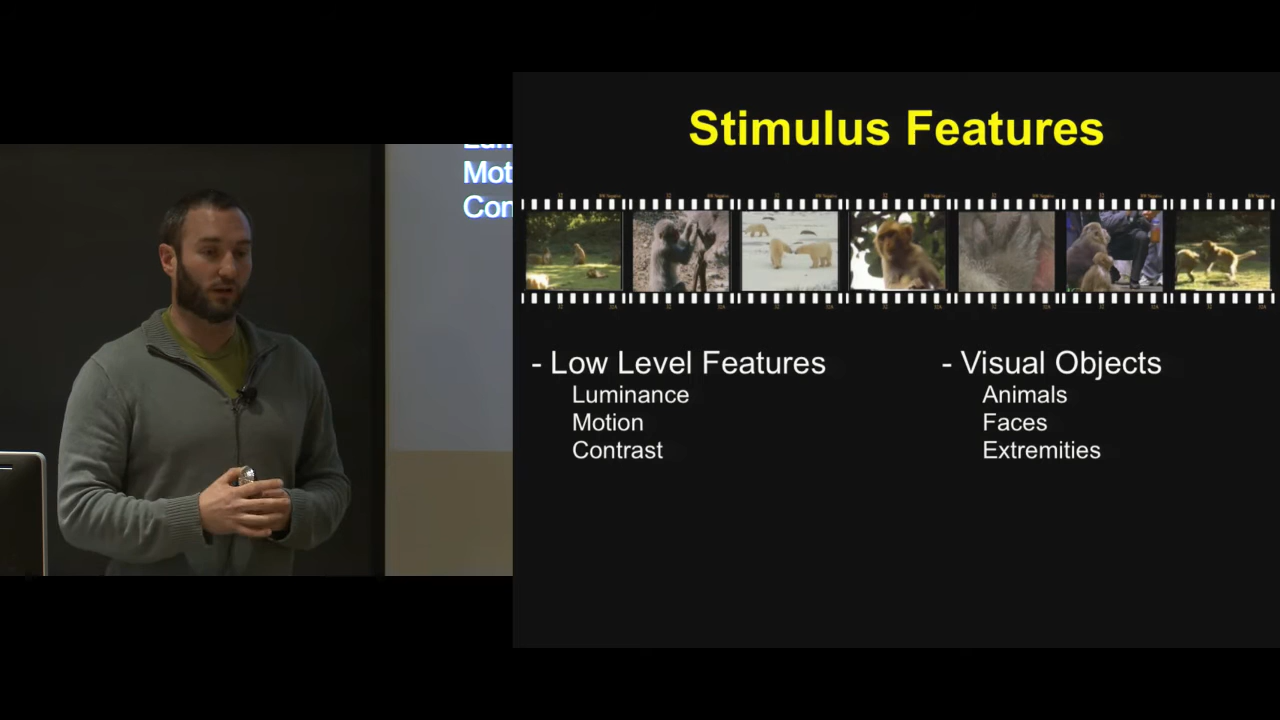 Stimulus Features
- Low Level Features
Luminance
Motion
Contrast
- Visual Objects
Animals
Faces
Extremities
Mot
Con